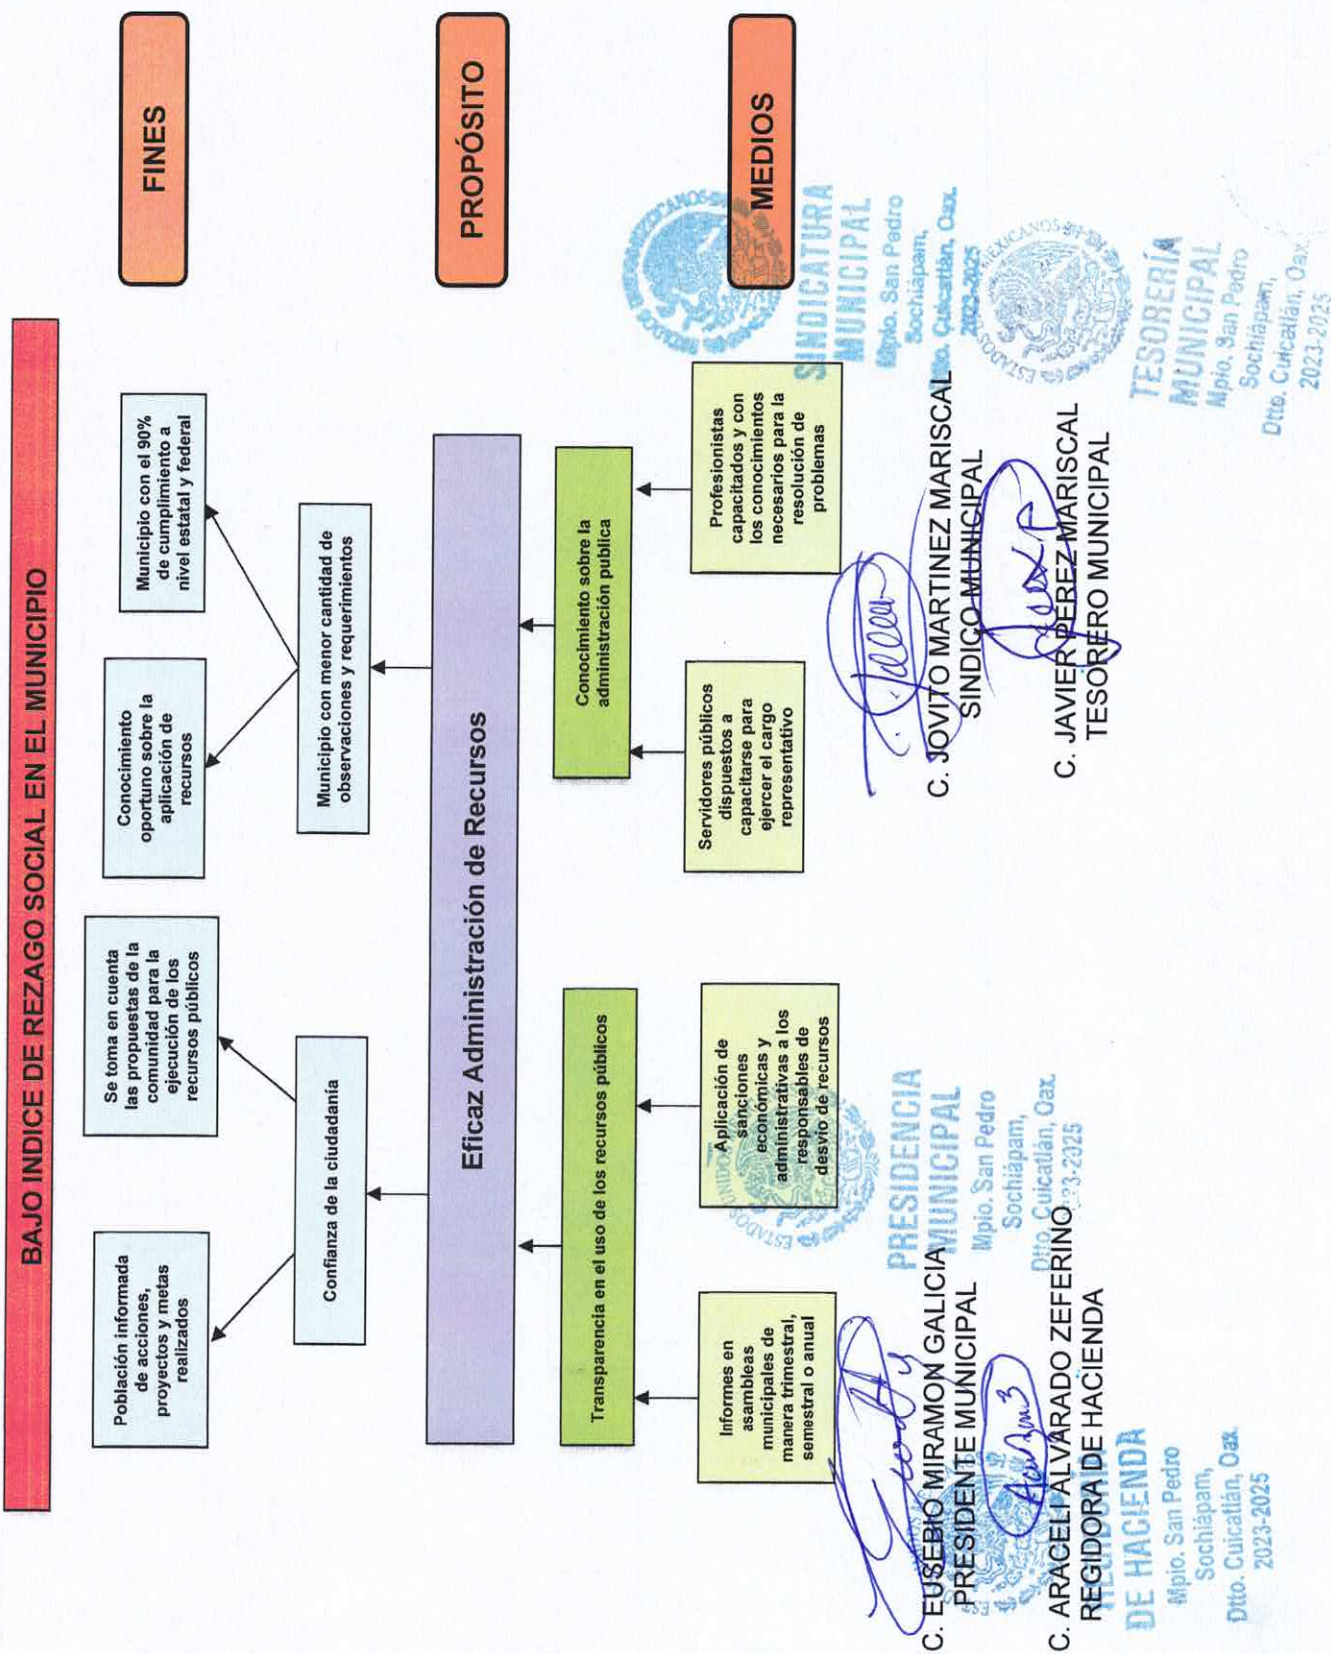 BAJO INDICE DE REZAGO SOCIAL EN EL MUNICIPIO
Población informada
de acciones,
proyectos y metas
realizados
Se toma en cuenta
las propuestas de la
comunidad para la
ejecución de los
recursos públicos
Conocimiento
oportuno sobre la
aplicación de
recursos
Municipio con el 90%
de cumplimiento a
nivel estatal y federal
FINES
Confianza de la ciudadanía
Municipio con menor cantidad de
observaciones y requerimientos
Eficaz Administración de Recursos
PROPÓSITO
Transparencia en el uso de los recursos públicos
Conocimiento sobre la
administración publica
Informes en
asambleas
municipales de
manera trimestral,
semestral o anual
Aplicación de
sanciones
económicas y
administrativas a los
responsables de
desvío de recursos
Servidores públicos
dispuestos a
capacitarse para
ejercer el cargo
representativo
Profesionistas
capacitados y con
los conocimientos
necesarios para la
resolución de
problemas
MEDIOS
C. EUSEBIO MIRAMON GALICIA
PRESIDENTE MUNICIPAL
PRESIDENCIA
MUNICIPAL
Mpio. San Pedro
Sochiápam,
Dtto. Cuicatlán, Oax.
C. JOVITO MARTINEZ MARISCAL
SINDICO MUNICIPAL
SINDICATURA
MUNICIPAL
Mpio. San Pedro
Sochiápam,
Dtto. Cuicatlán, Oax.
2023-2025
C. ARACELI ALVARADO ZEFERINO
REGIDORA DE HACIENDA
DE HACIENDA
Mpio. San Pedro
Sochiápam,
Dtto. Cuicatlán, Oax.
2023-2025
C. JAVIER PEREZ MARISCAL
TESORERO MUNICIPAL
TESORERÍA
MUNICIPAL
Mpio. San Pedro
Sochiápam,
Dtto. Cuicatlán, Oax.
2023-2025